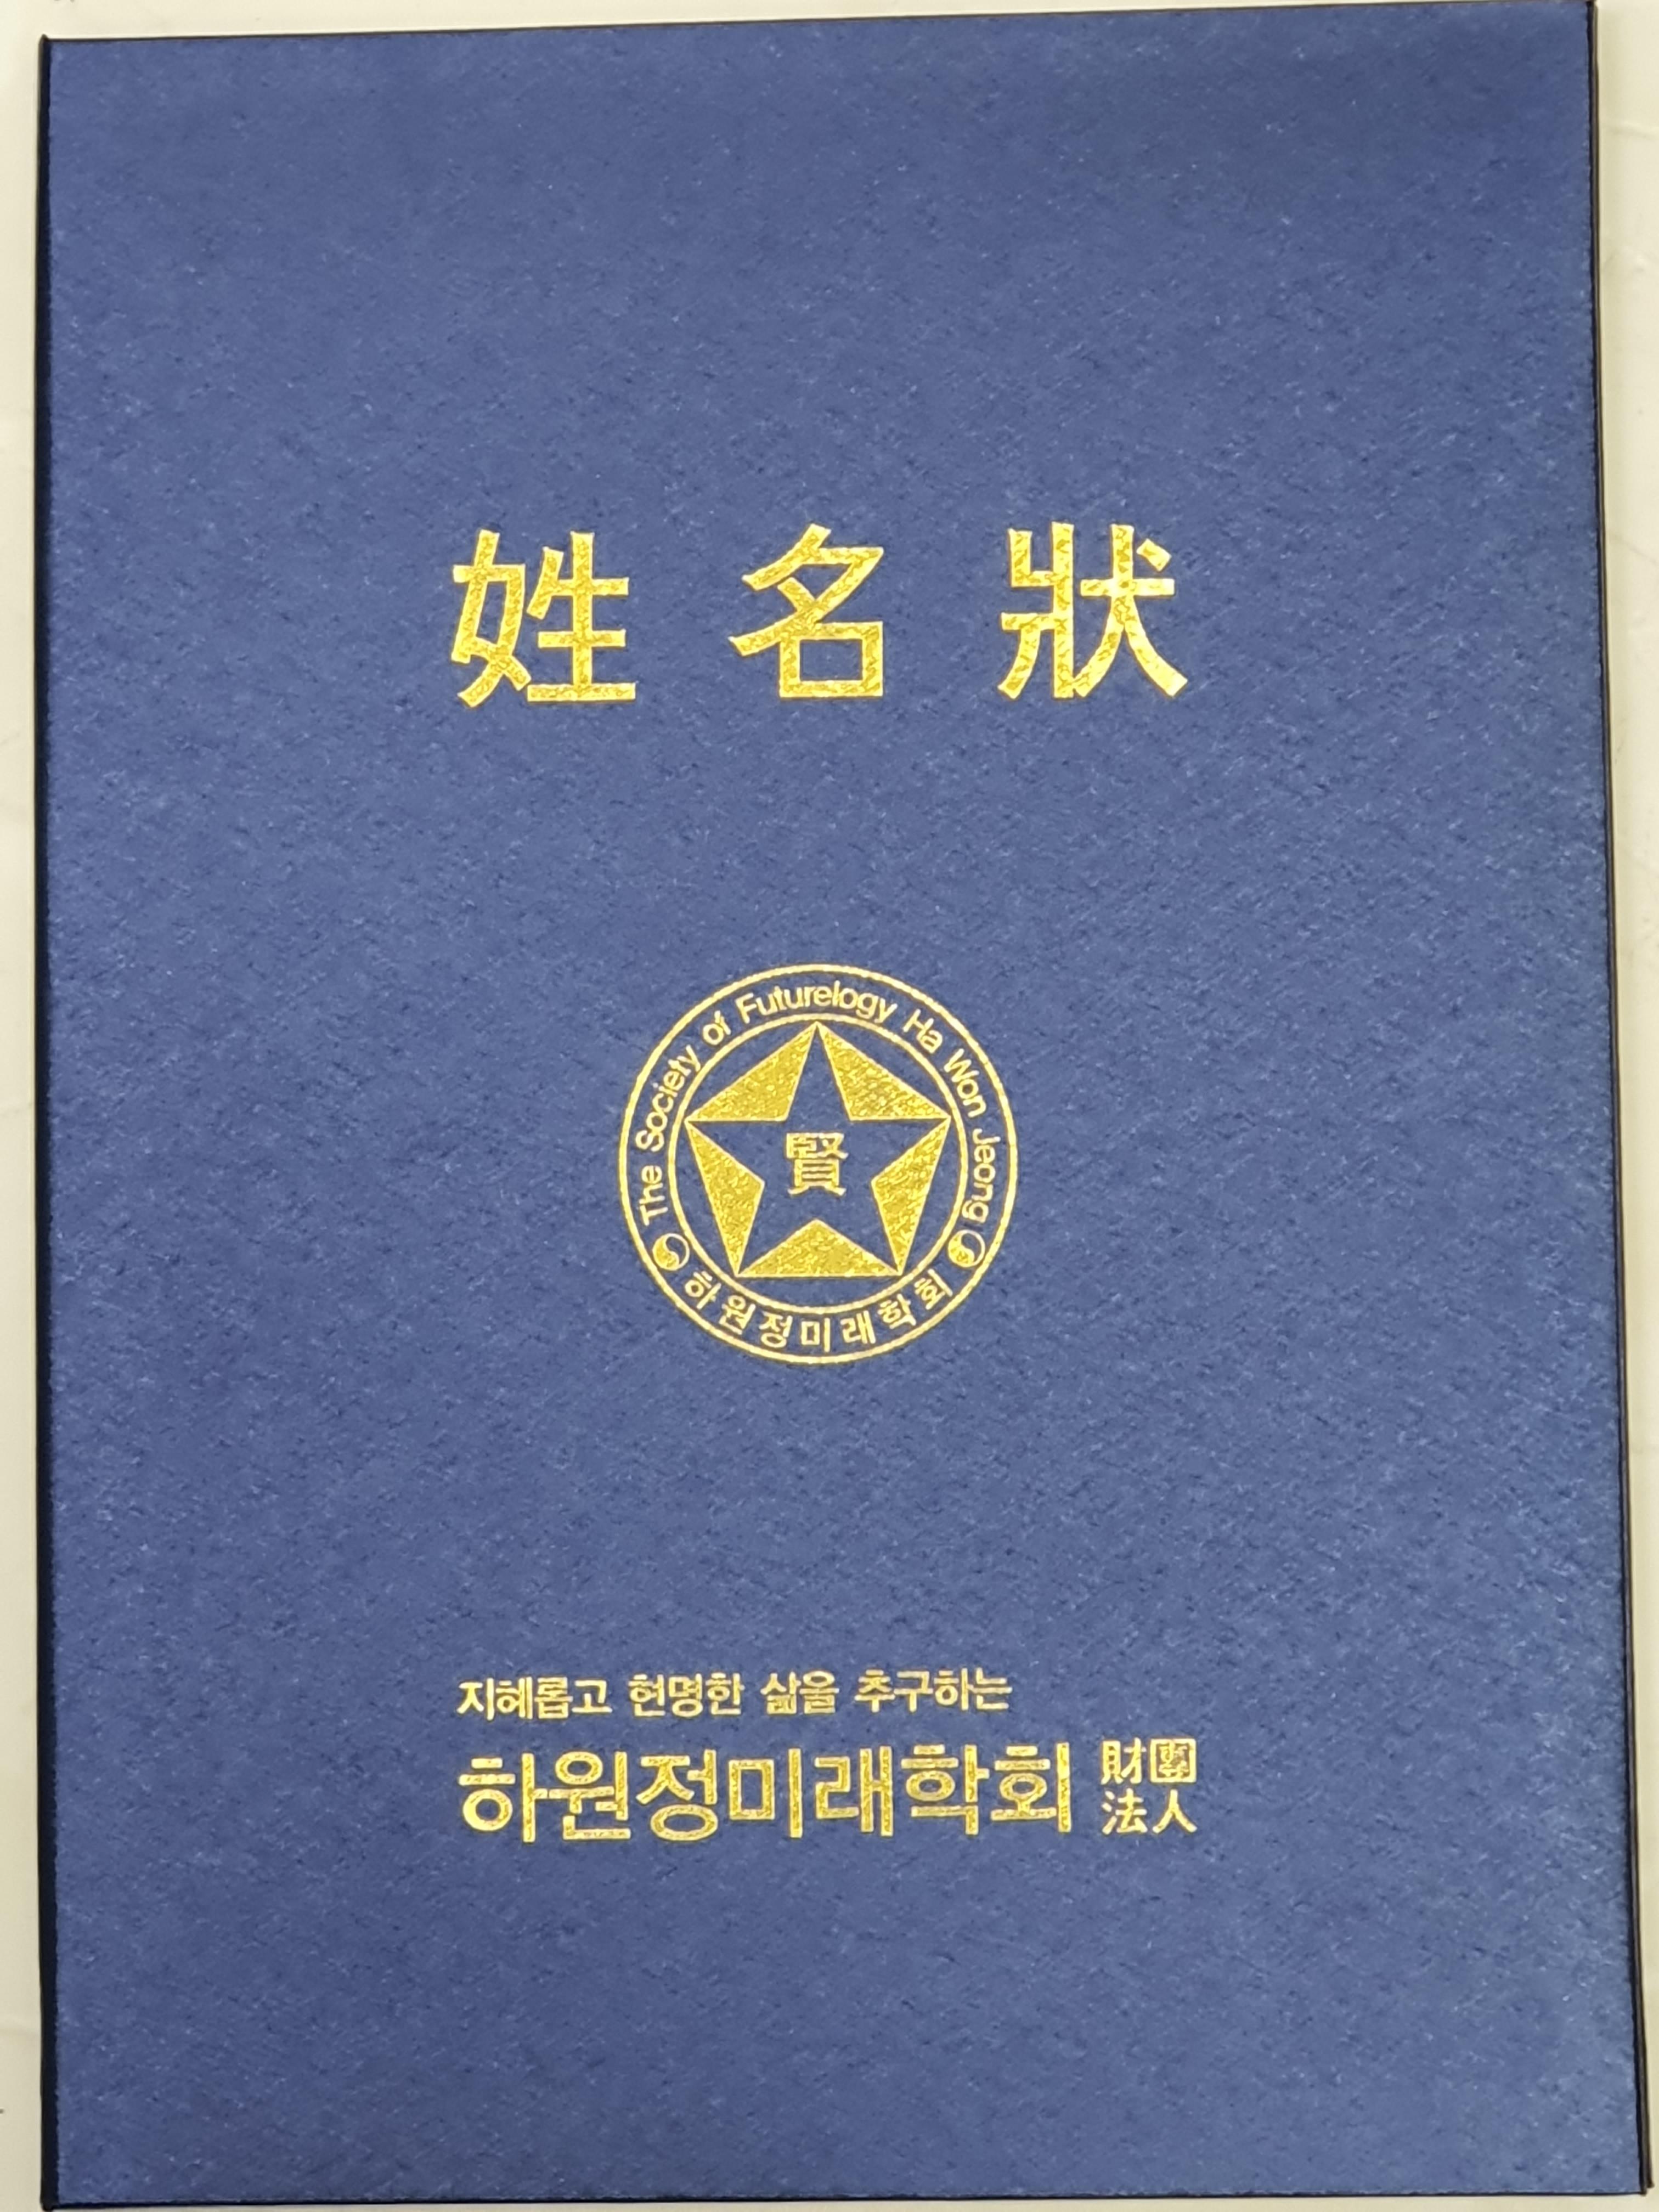 姓名狀
The Society of Futurelogy Ha Won Jeong
賢
하원정미래학회
지혜롭고 현명한 삶을 추구하는
하원정미래학회 財團
法人